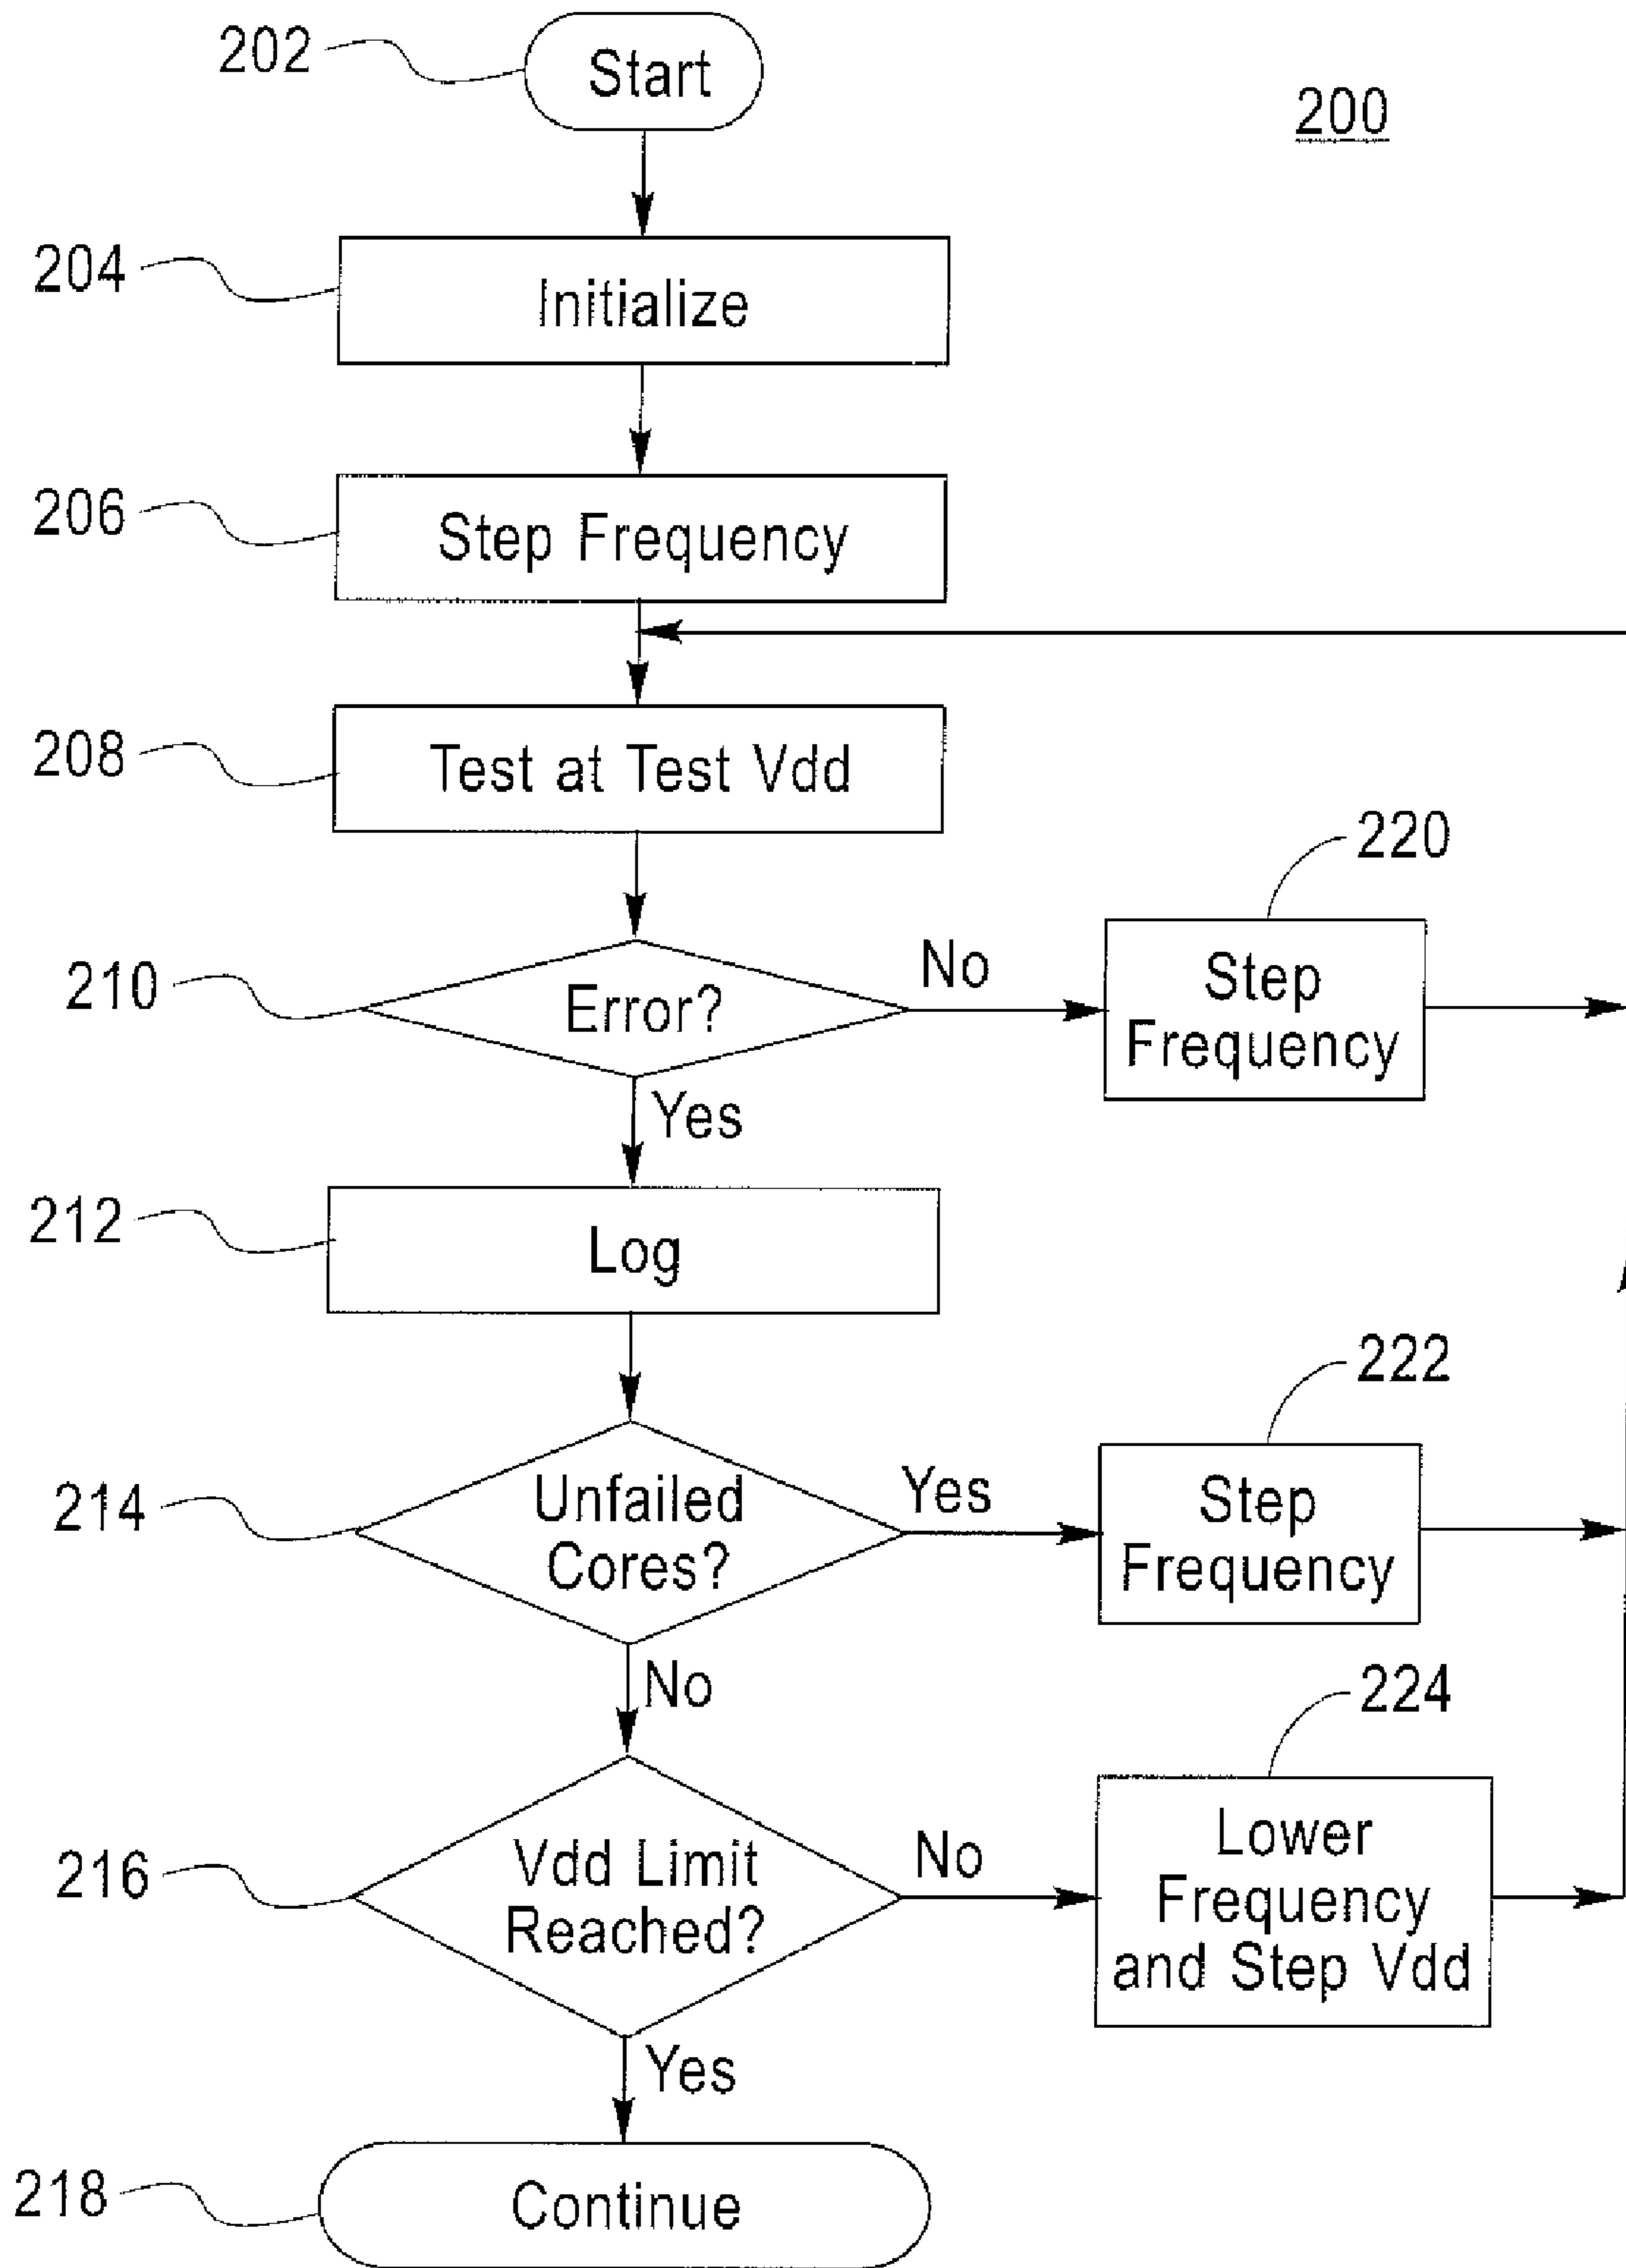 202
Start
200
204
Initialize
206
Step Frequency
208
Test at Test Vdd
220
210
Error?
No
Step
Frequency
Yes
212
Log
222
214
Unfailed
Cores?
Yes
Step
Frequency
No
224
216
Vdd Limit
Reached?
No
Lower
Frequency
and Step Vdd
Yes
218
Continue